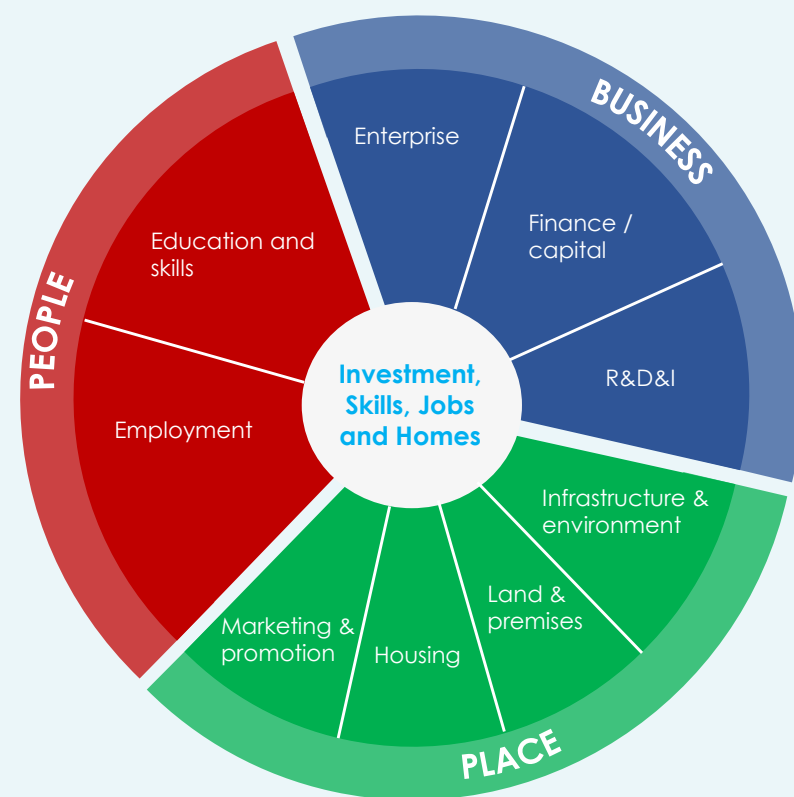 BUSINESS
Enterprise
Finance /
capital
R&D&I
PEOPLE
Education and
skills
Employment
Investment,
Skills, Jobs
and Homes
Infrastructure &
environment
Land &
premises
Housing
Marketing &
promotion
PLACE